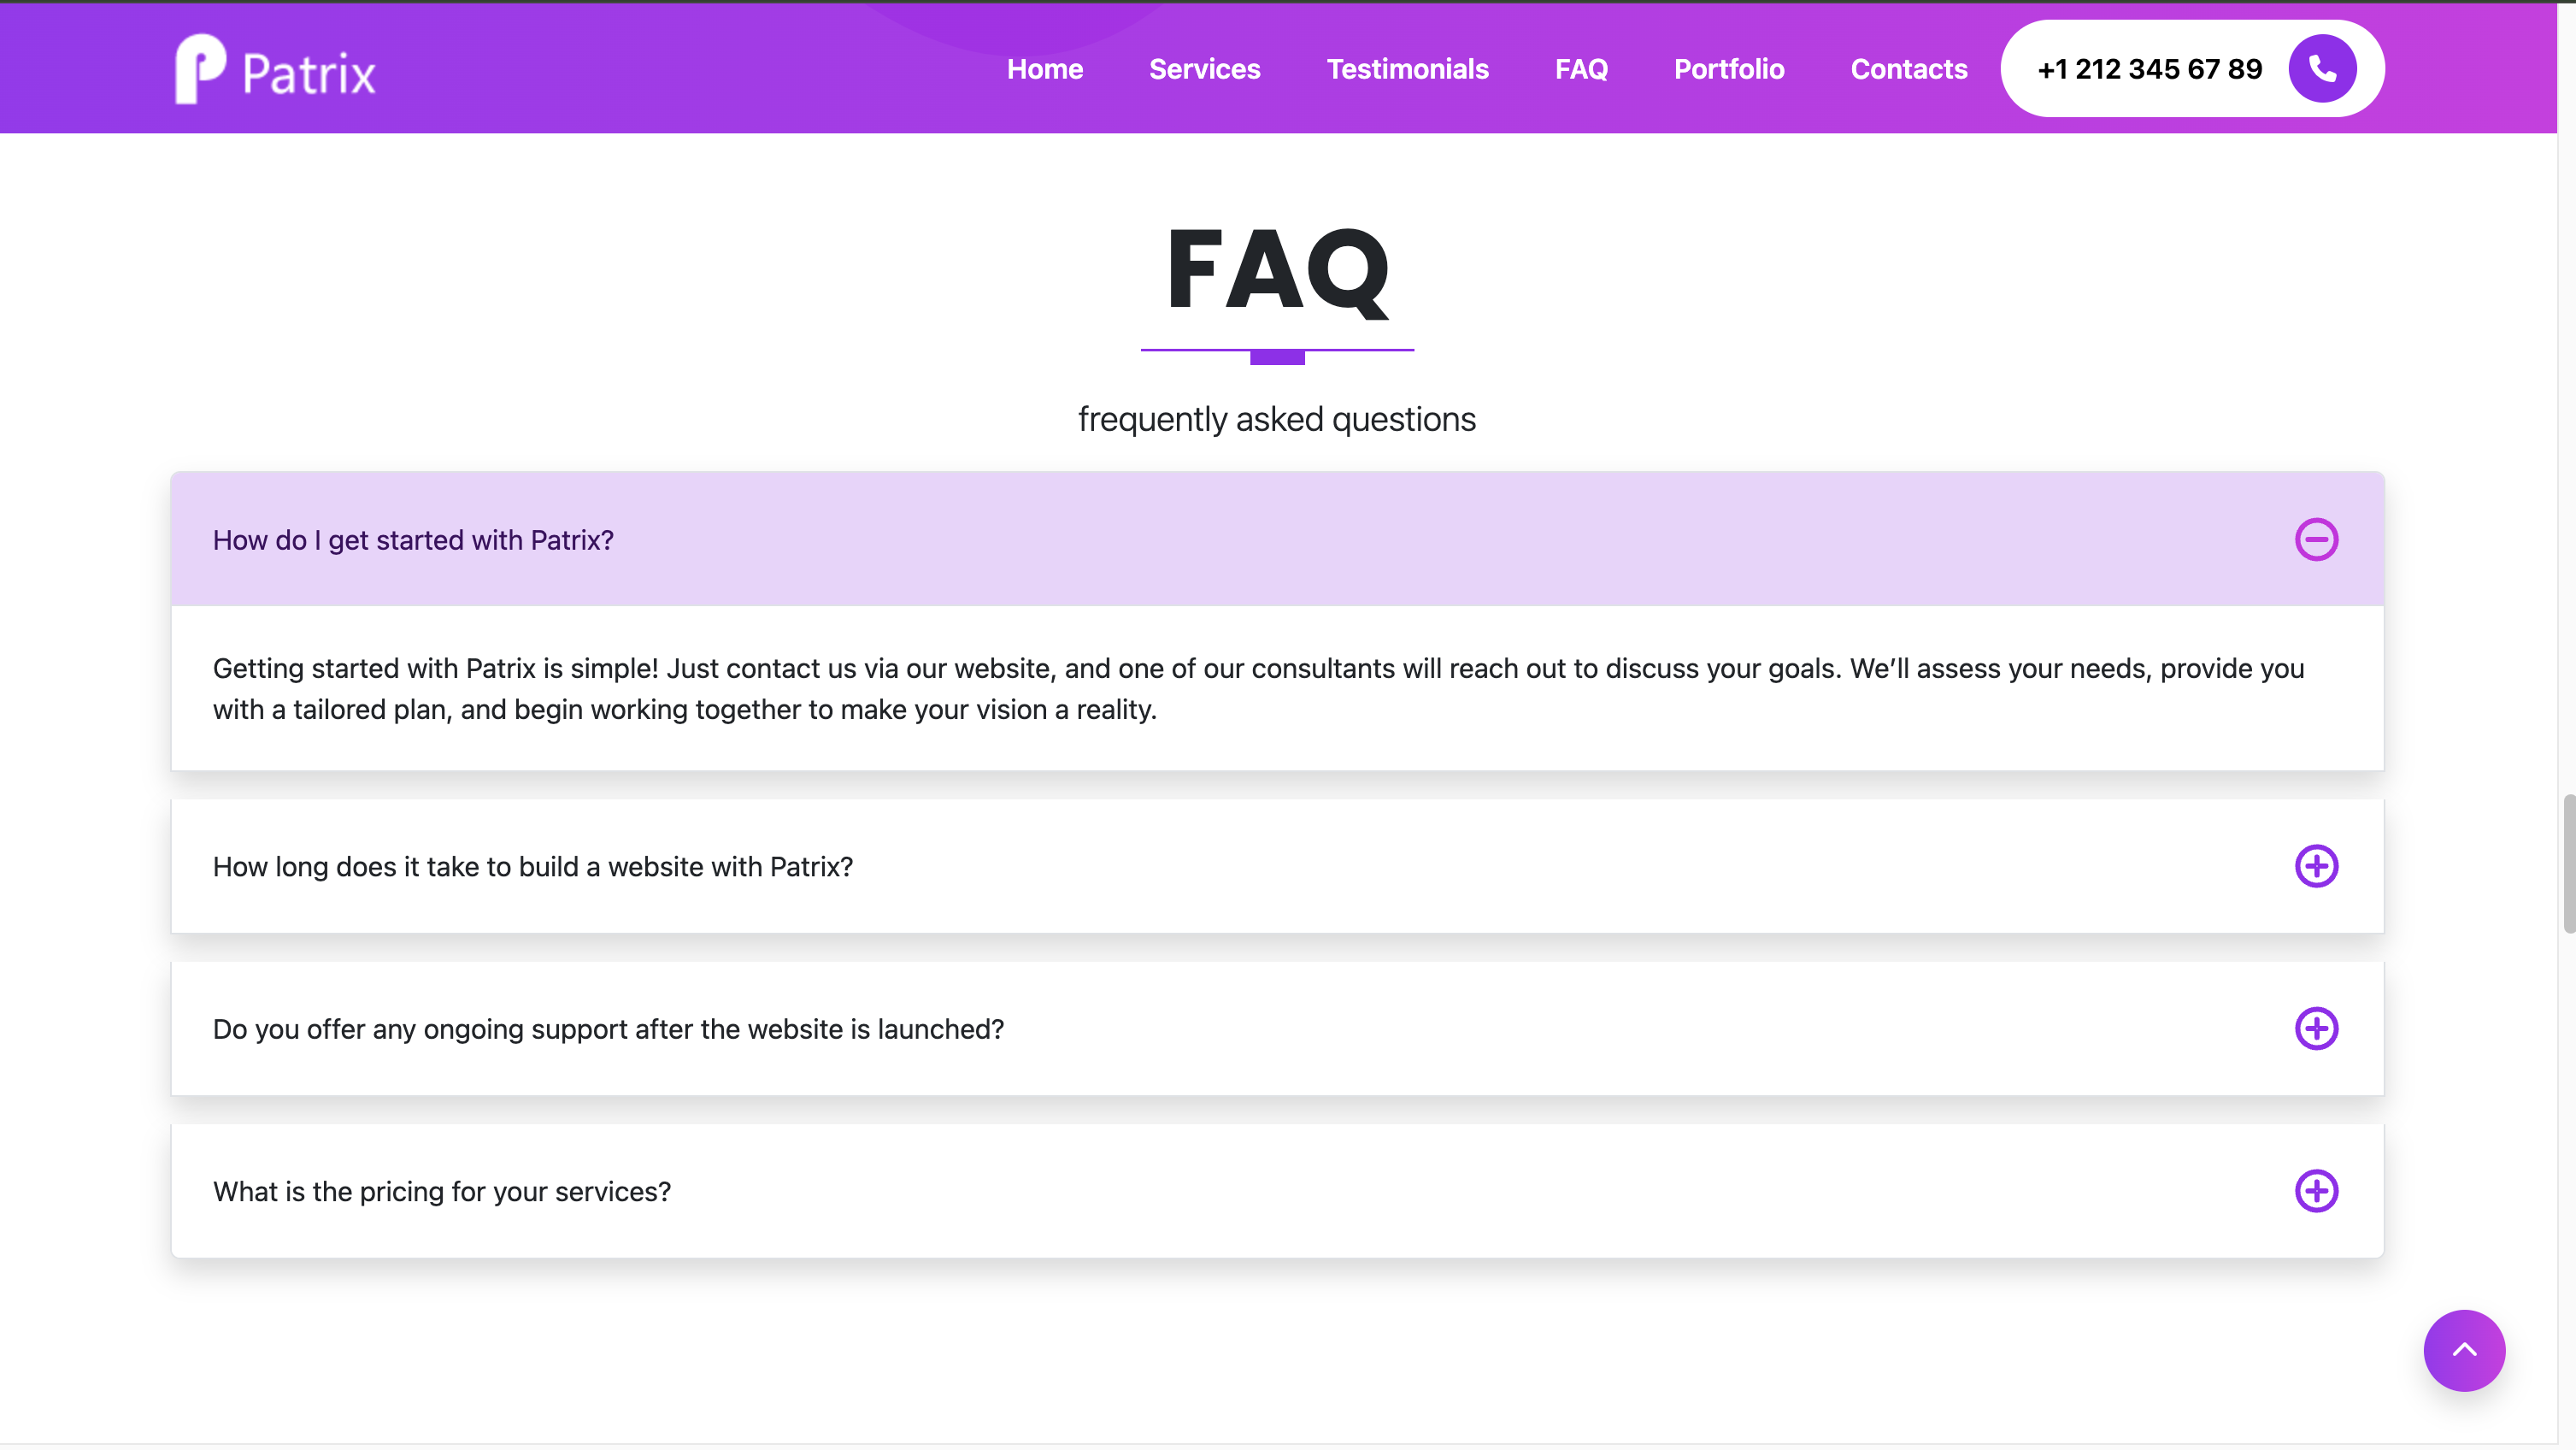 Patrix
Home Services Testimonials FAQ Portfolio Contacts +1 212 345 67 89
FAQ
frequently asked questions
How do I get started with Patrix?
Getting started with Patrix is simple! Just contact us via our website, and one of our consultants will reach out to discuss your goals. We’ll assess your needs, provide you
with a tailored plan, and begin working together to make your vision a reality.
How long does it take to build a website with Patrix?
Do you offer any ongoing support after the website is launched?
What is the pricing for your services?